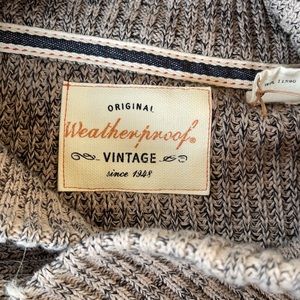 ORIGINAL
Weatherproof®
VINTAGE
since 1948